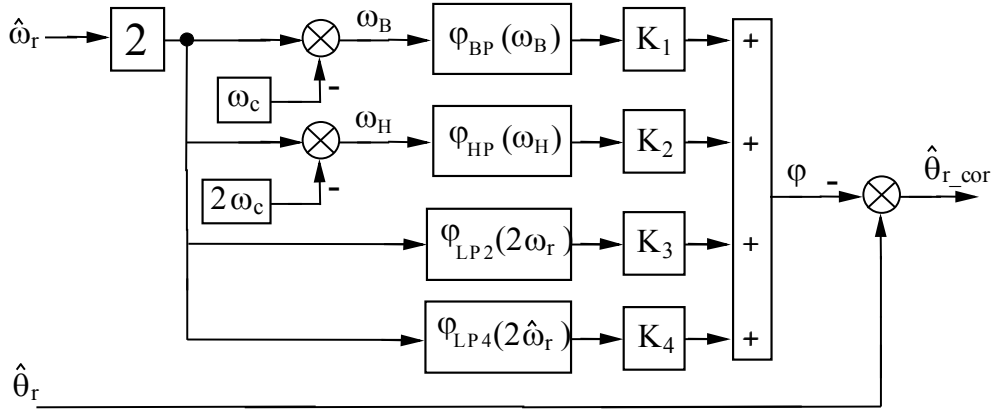 ω̂r 2 ωB φBP(ωB) K1 +
ωc -
ωH φHP(ωH) K2 +
2ωc -
φ - θ̂r_cor
φLP2(2ωr) K3 +
φLP4(2ω̂r) K4 +
θ̂r